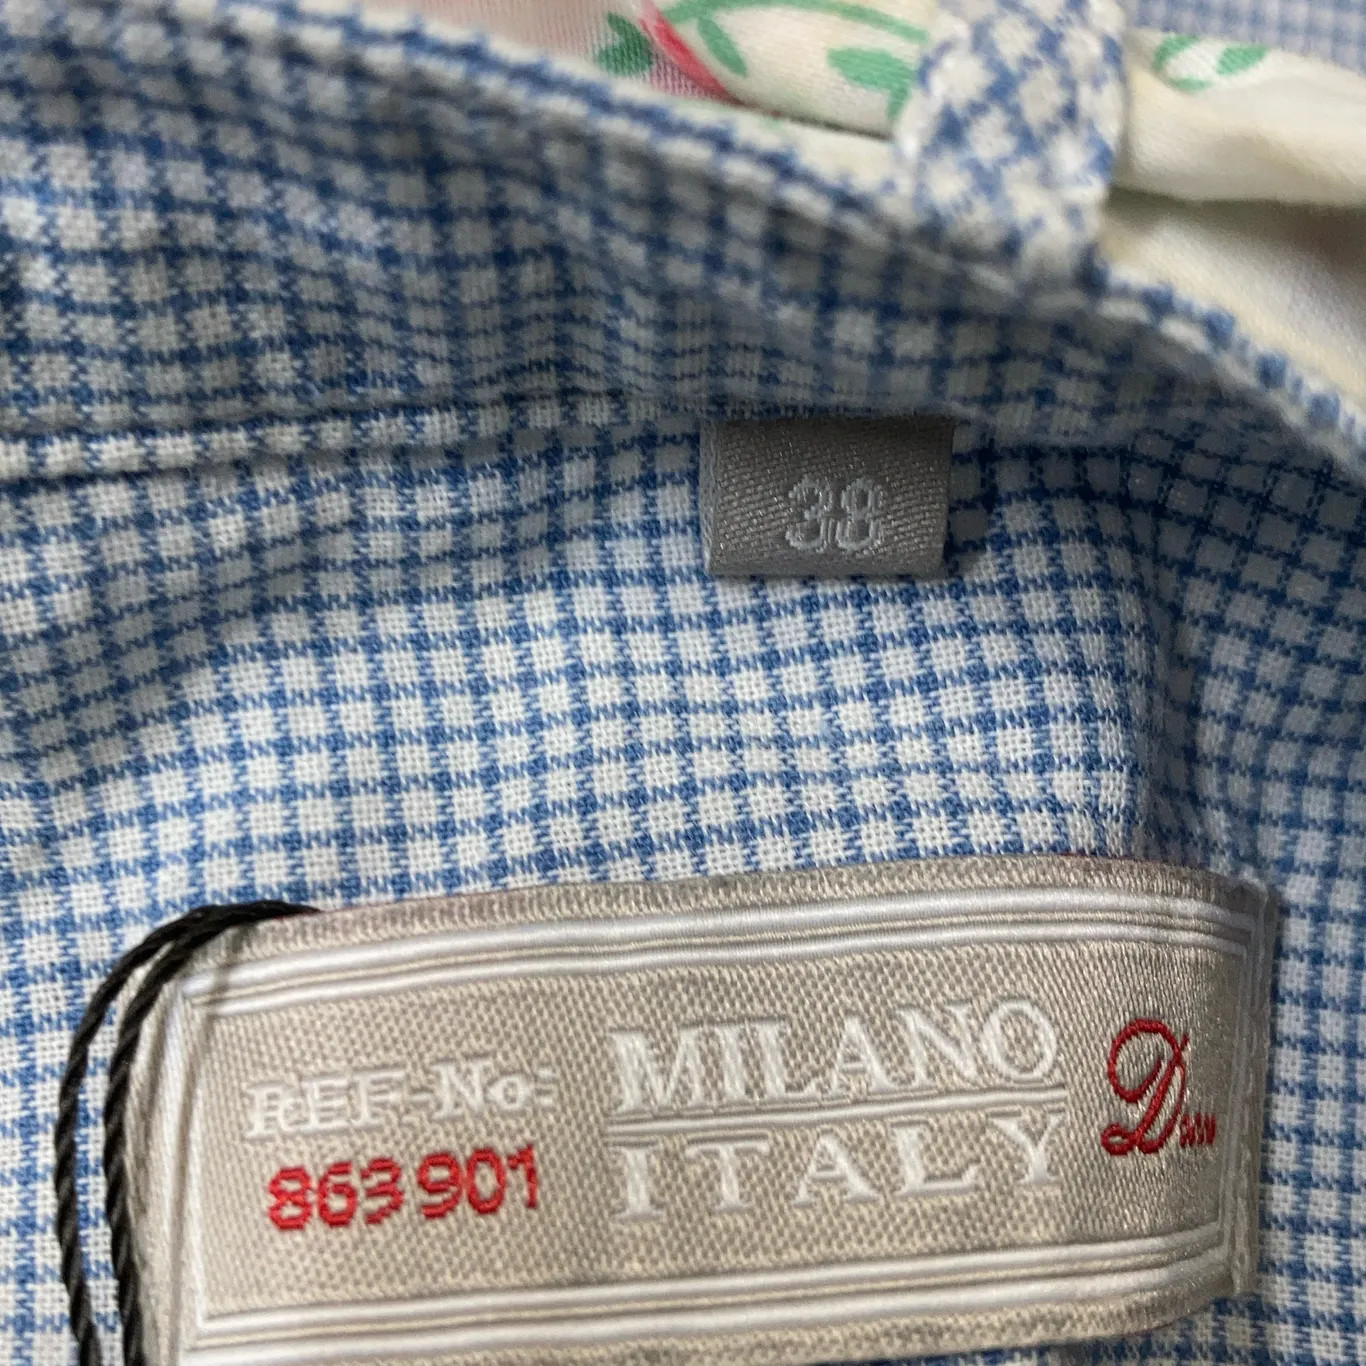 38
REF-No:
863 901
MILANO
ITALY